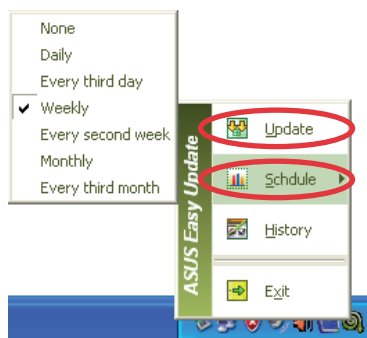 None
Daily
Every third day
Weekly
Every second week
Monthly
Every third month
ASUS Easy Update
Update
Schdule
History
Exit